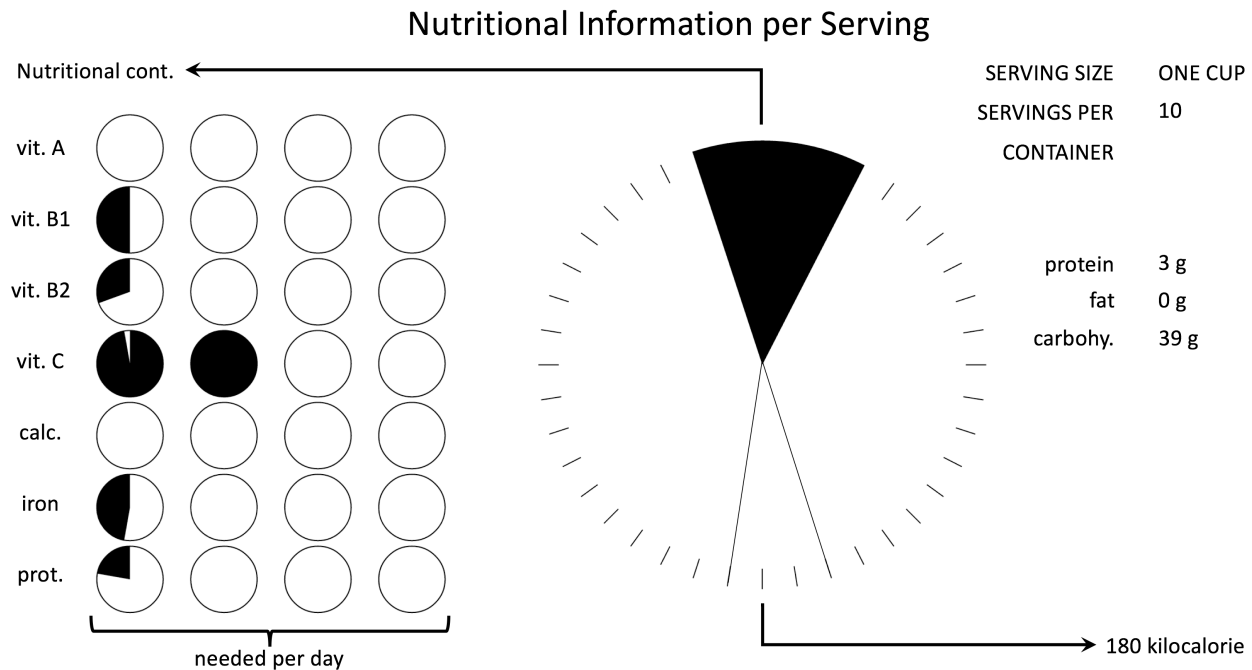 Nutritional Information per Serving
Nutritional cont.
SERVING SIZE ONE CUP
SERVINGS PER 10
CONTAINER
vit. A
vit. B1
vit. B2
vit. C
calc.
iron
prot.
needed per day
protein 3 g
fat 0 g
carbohy. 39 g
180 kilocalorie